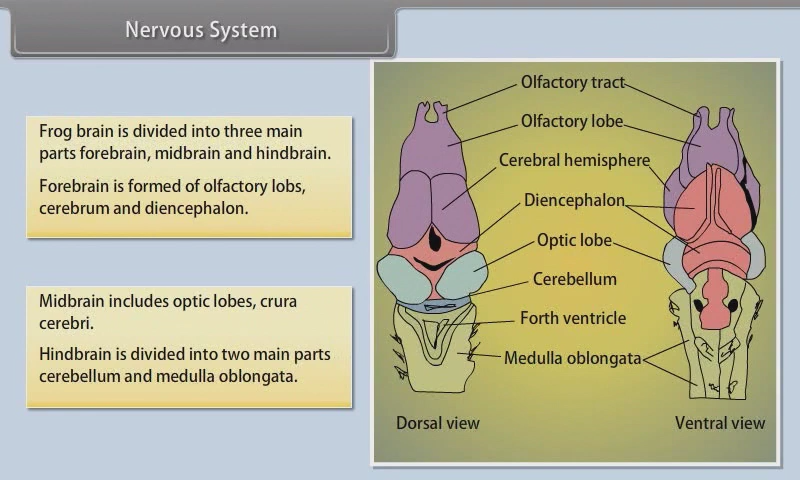 Nervous System
Frog brain is divided into three main
parts forebrain, midbrain and hindbrain.
Forebrain is formed of olfactory lobs,
cerebrum and diencephalon.
Midbrain includes optic lobes, crura
cerebri.
Hindbrain is divided into two main parts
cerebellum and medulla oblongata.
Olfactory tract
Olfactory lobe
Cerebral hemisphere
Diencephalon
Optic lobe
Cerebellum
Forth ventricle
Medulla oblongata
Dorsal view
Ventral view